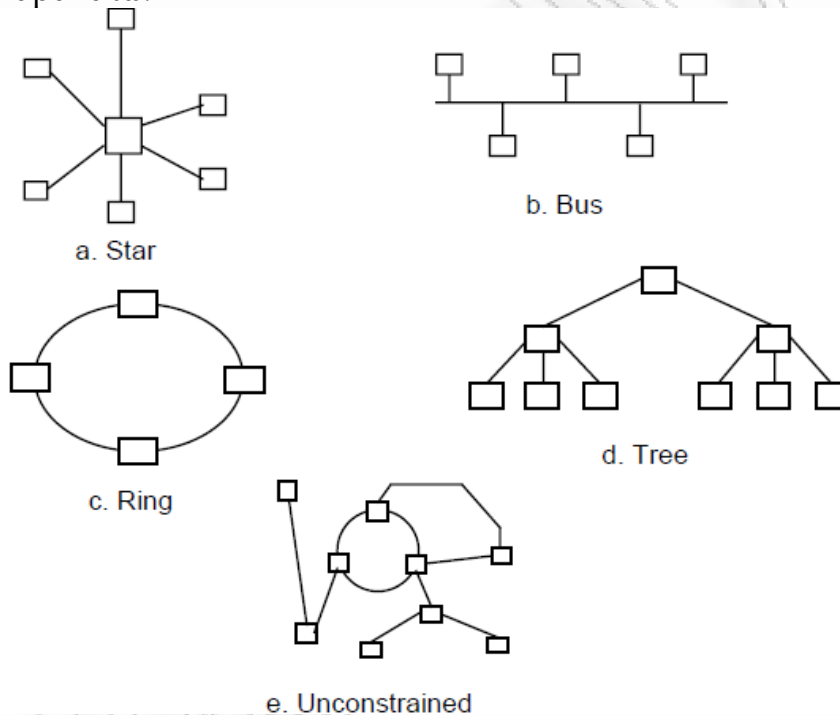 a. Star
b. Bus
c. Ring
d. Tree
e. Unconstrained